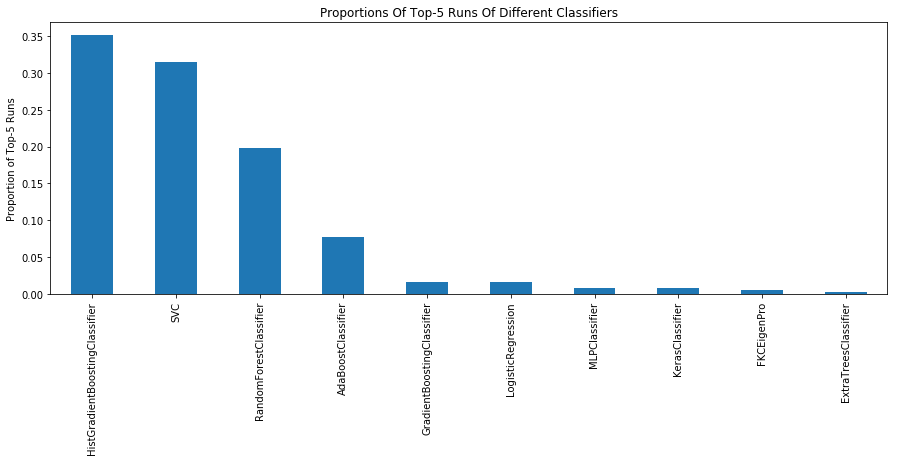 Proportions Of Top-5 Runs Of Different Classifiers
Proportion of Top-5 Runs
0.35
0.30
0.25
0.20
0.15
0.10
0.05
0.00
HistGradientBoostingClassifier
SVC
RandomForestClassifier
AdaBoostClassifier
GradientBoostingClassifier
LogisticRegression
MLPClassifier
KerasClassifier
FKCEigenPro
ExtraTreesClassifier